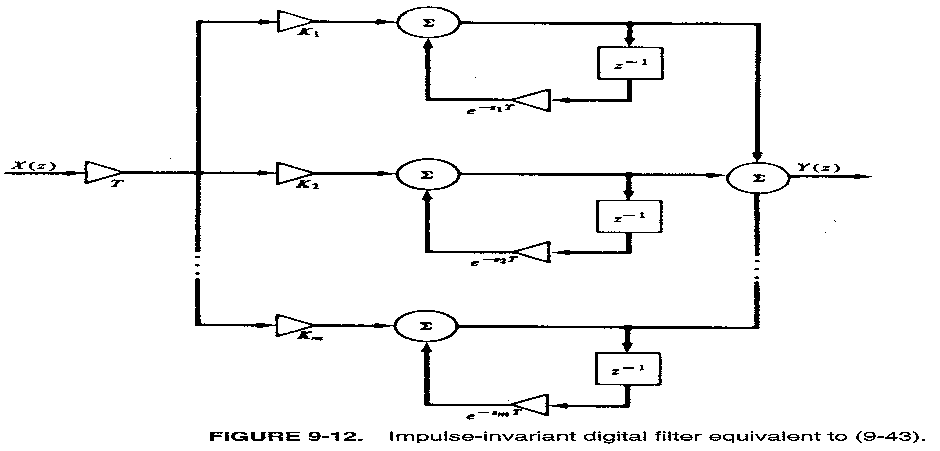 K₁
Σ
z⁻¹
e^{-s₁T}
X(z)
T
K₂
Σ
Σ
Y(z)
z⁻¹
e^{-s₂T}
Kₘ
Σ
z⁻¹
e^{-sₘT}
FIGURE 9-12. Impulse-invariant digital filter equivalent to (9-43).